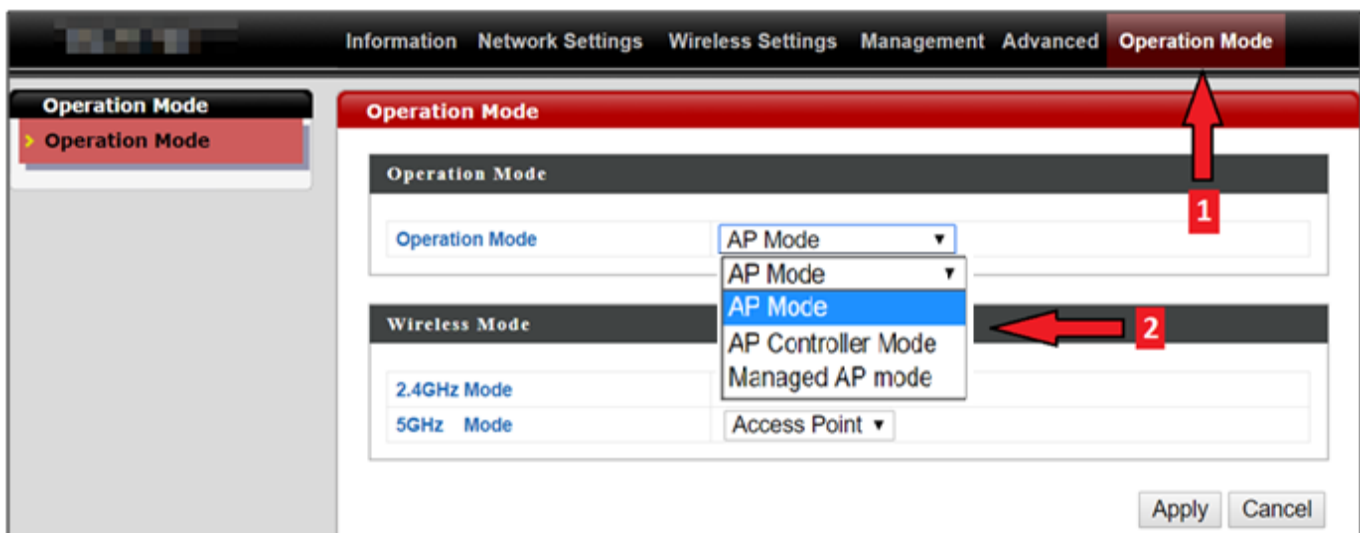 Information Network Settings Wireless Settings Management Advanced Operation Mode
Operation Mode
Operation Mode
Operation Mode
Operation Mode
1
Operation Mode AP Mode
AP Mode
AP Mode
Wireless Mode
2
AP Controller Mode
Managed AP mode
2.4GHz Mode
5GHz Mode Access Point
Apply Cancel